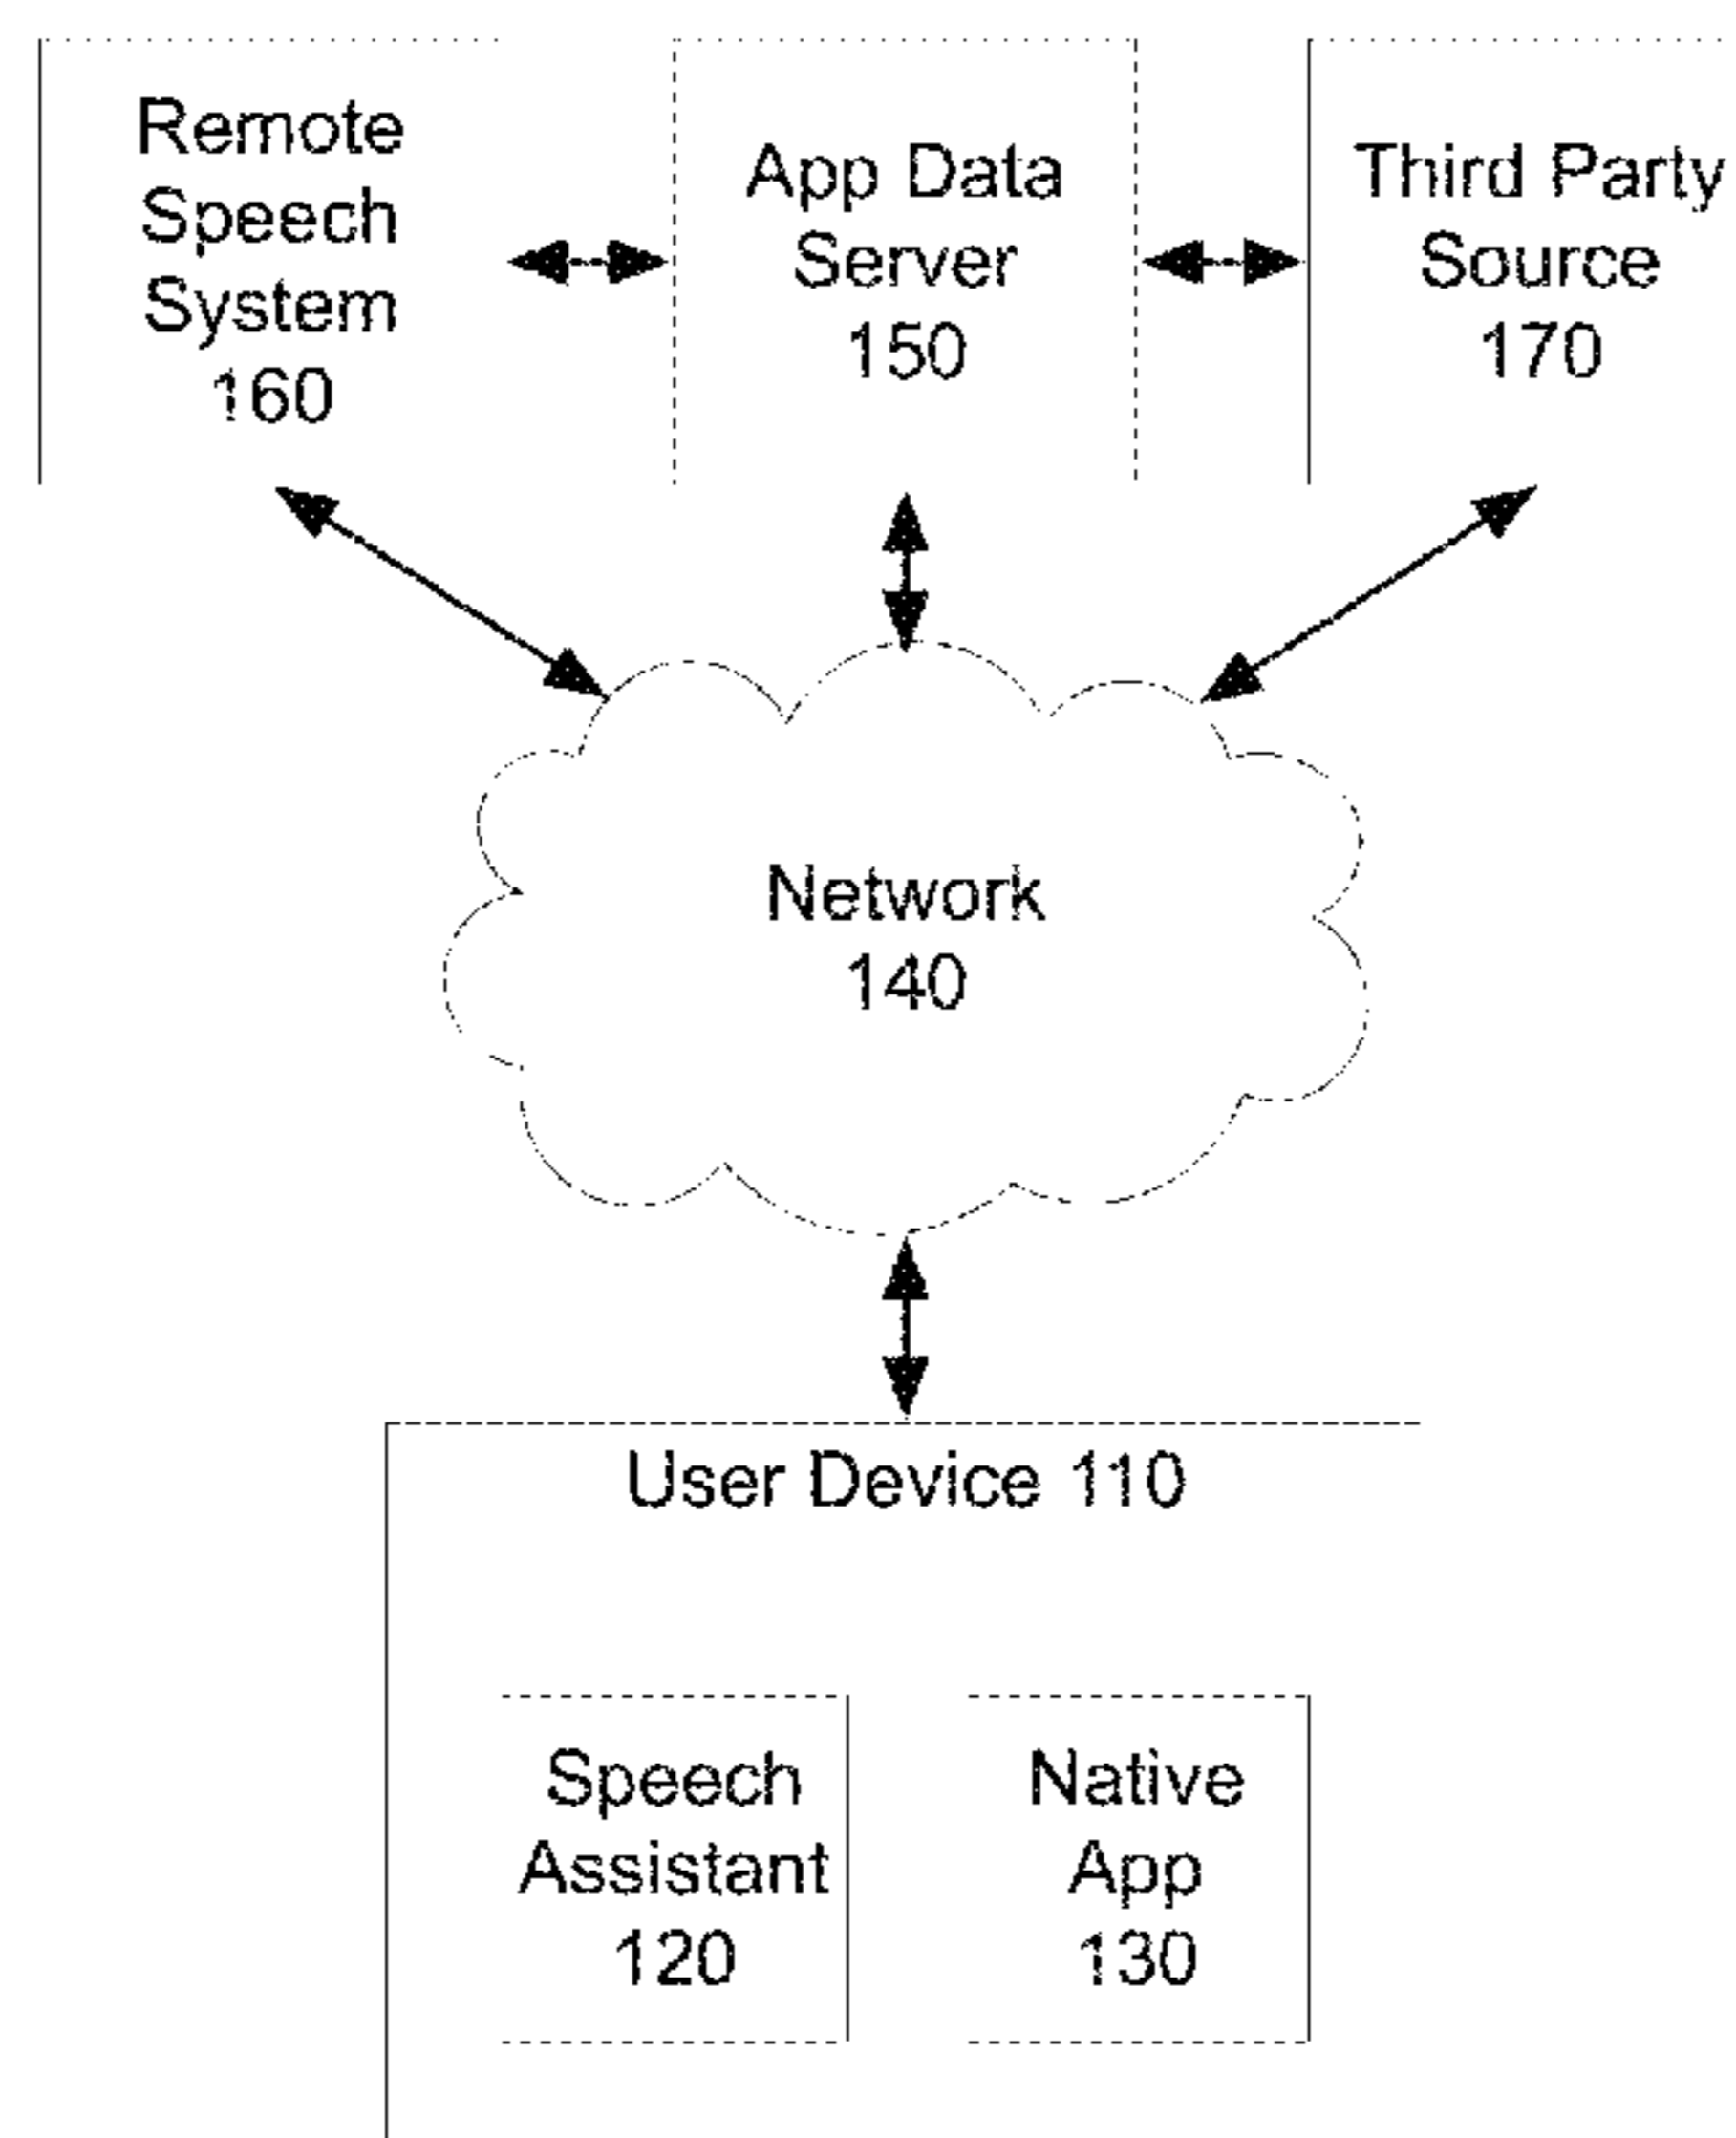 Remote
Speech
System
160
App Data
Server
150
Third Party
Source
170
Network
140
User Device 110
Speech
Assistant
120
Native
App
130